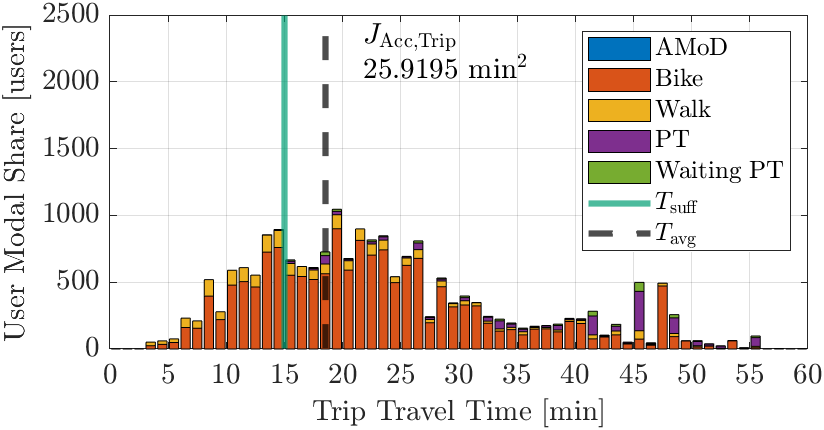 2500
2000
1500
1000
500
0
User Modal Share [users]
J_Acc,Trip
25.9195 min²
AMoD
Bike
Walk
PT
Waiting PT
T_suff
T_avg
0 5 10 15 20 25 30 35 40 45 50 55 60
Trip Travel Time [min]